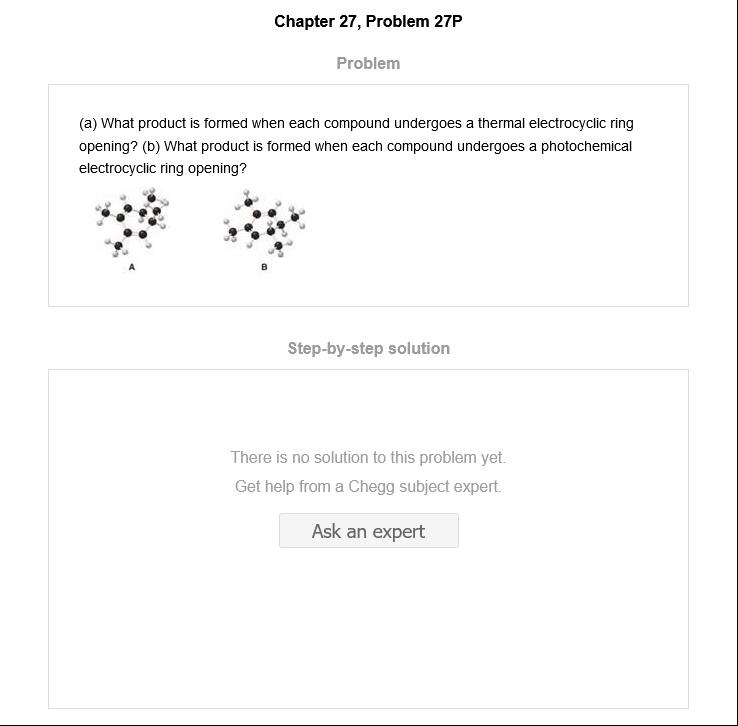 Chapter 27, Problem 27P
Problem
(a) What product is formed when each compound undergoes a thermal electrocyclic ring
opening? (b) What product is formed when each compound undergoes a photochemical
electrocyclic ring opening?
A B
Step-by-step solution
There is no solution to this problem yet.
Get help from a Chegg subject expert.
Ask an expert